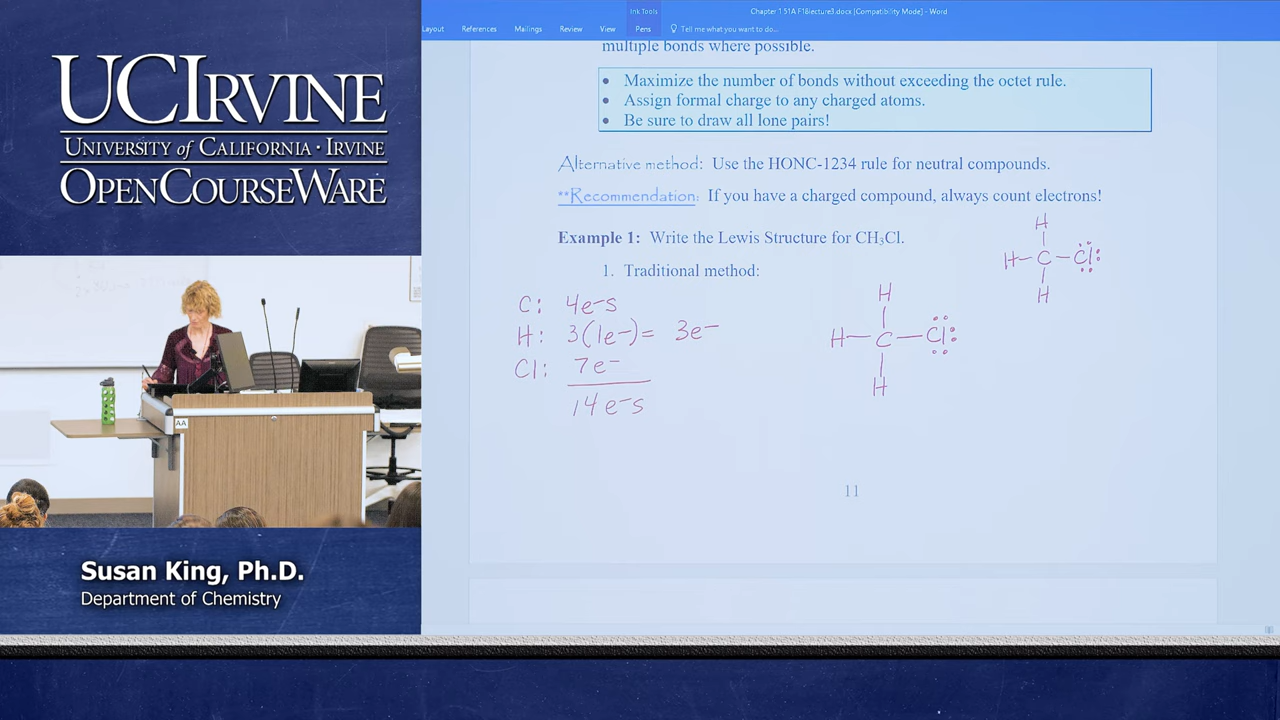 UCIRVINE
UNIVERSITY of CALIFORNIA · IRVINE
OPENCOURSEWARE
AA
Susan King, Ph.D.
Department of Chemistry
Ink Tools
Chapter 1 51A F18lecture3.docx [Compatibility Mode] - Word
Layout References Mailings Review View Pens Tell me what you want to do...
multiple bonds where possible.
• Maximize the number of bonds without exceeding the octet rule.
• Assign formal charge to any charged atoms.
• Be sure to draw all lone pairs!
Alternative method: Use the HONC-1234 rule for neutral compounds.
**Recommendation: If you have a charged compound, always count electrons!
Example 1: Write the Lewis Structure for CH₃Cl.
H
H—C—Cl
H
1. Traditional method:
C: 4e⁻s
H: 3(1e⁻) = 3e⁻
Cl: 7e⁻
14e⁻s
H
H—C—Cl
H
11